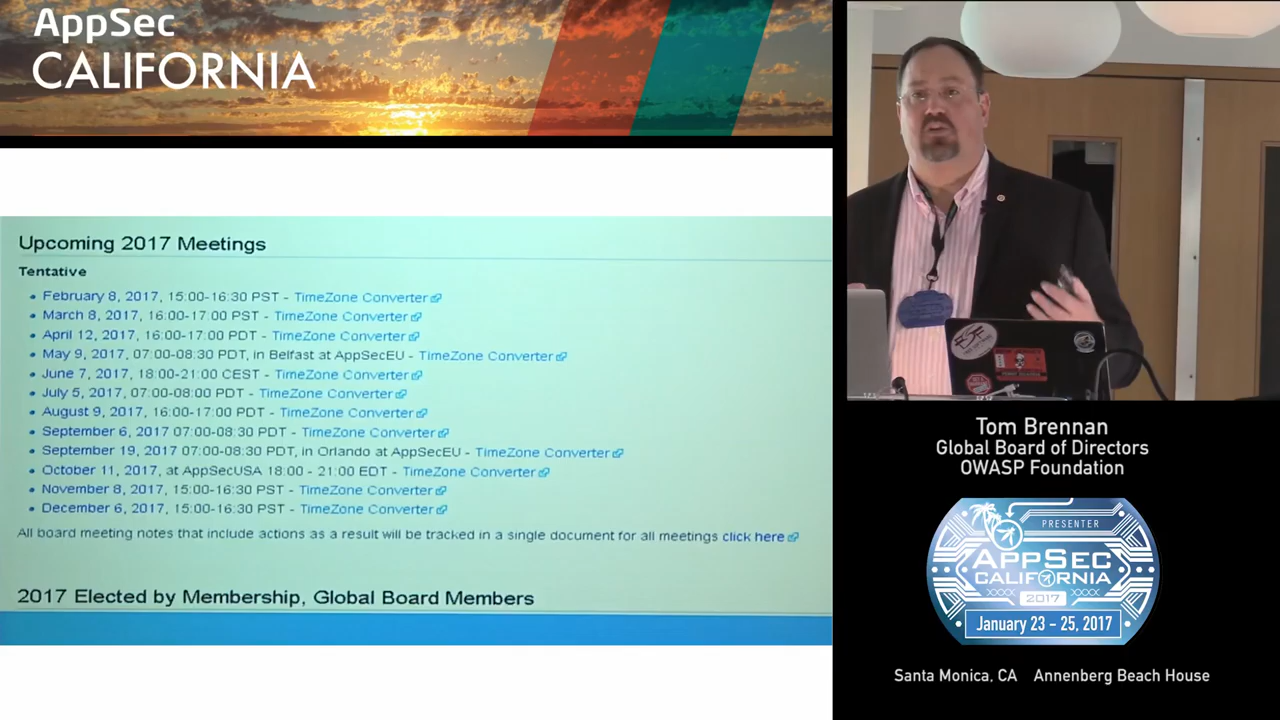 AppSec
CALIFORNIA
Upcoming 2017 Meetings
Tentative
February 8, 2017, 15:00-16:30 PST - TimeZone Converter
March 8, 2017, 16:00-17:00 PST - TimeZone Converter
April 12, 2017, 16:00-17:00 PDT - TimeZone Converter
May 9, 2017, 07:00-08:30 PDT, in Belfast at AppSecEU - TimeZone Converter
June 7, 2017, 18:00-21:00 CEST - TimeZone Converter
July 5, 2017, 07:00-08:00 PDT - TimeZone Converter
August 9, 2017, 16:00-17:00 PDT - TimeZone Converter
September 6, 2017 07:00-08:30 PDT - TimeZone Converter
September 19, 2017 07:00-08:30 PDT, in Orlando at AppSecEU - TimeZone Converter
October 11, 2017, at AppSecUSA 18:00 - 21:00 EDT - TimeZone Converter
November 8, 2017, 15:00-16:30 PST - TimeZone Converter
December 6, 2017, 15:00-16:30 PST - TimeZone Converter
All board meeting notes that include actions as a result will be tracked in a single document for all meetings click here
2017 Elected by Membership, Global Board Members
Tom Brennan
Global Board of Directors
OWASP Foundation
PRESENTER
APPSEC
CALIFORNIA
2017
January 23 - 25, 2017
Santa Monica, CA Annenberg Beach House